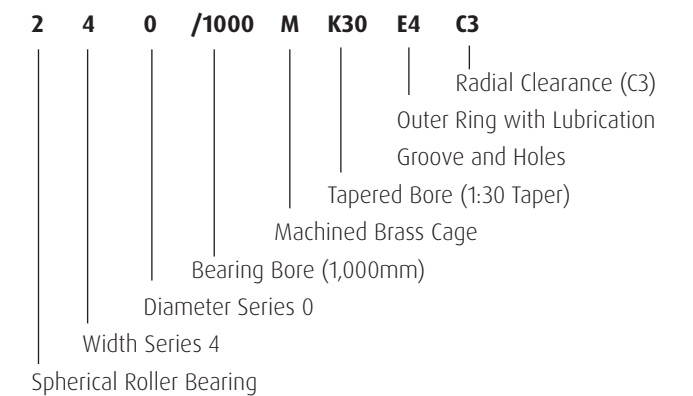 2 4 0 /1000 M K30 E4 C3
Radial Clearance (C3)
Outer Ring with Lubrication
Groove and Holes
Tapered Bore (1:30 Taper)
Machined Brass Cage
Bearing Bore (1,000mm)
Diameter Series 0
Width Series 4
Spherical Roller Bearing